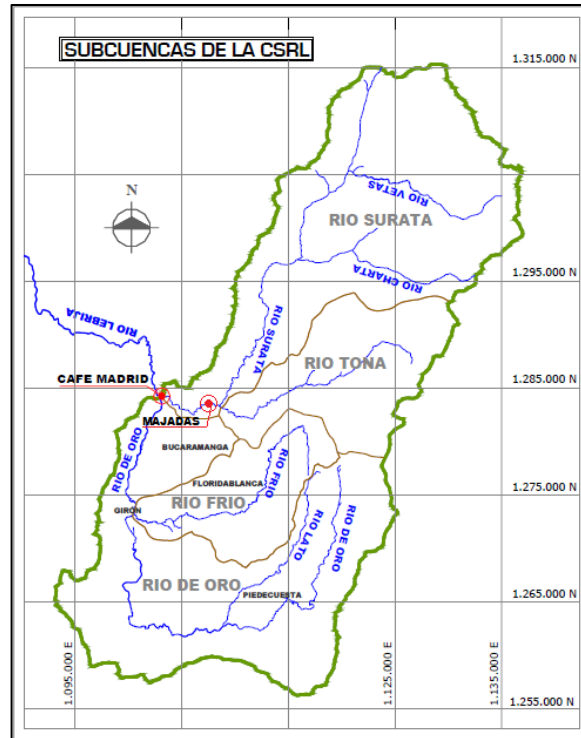 SUBCUENCAS DE LA CSRL
1.315.000 N
N
RIO VETAS
RIO SURATA
1.295.000 N
RIO CHARTA
RIO LEBRIJA
RIO SURATA
RIO TONA
CAFE MADRID
1.285.000 N
MAJADAS
BUCARAMANGA
RIO DE ORO
RIO FRIO
FLORIDABLANCA
1.275.000 N
RIO FRIO
GIRÓN
RIO LATO
RIO DE ORO
RIO DE ORO
PIEDECUESTA
1.265.000 N
1.095.000 E
1.125.000 E
1.135.000 E
1.255.000 N